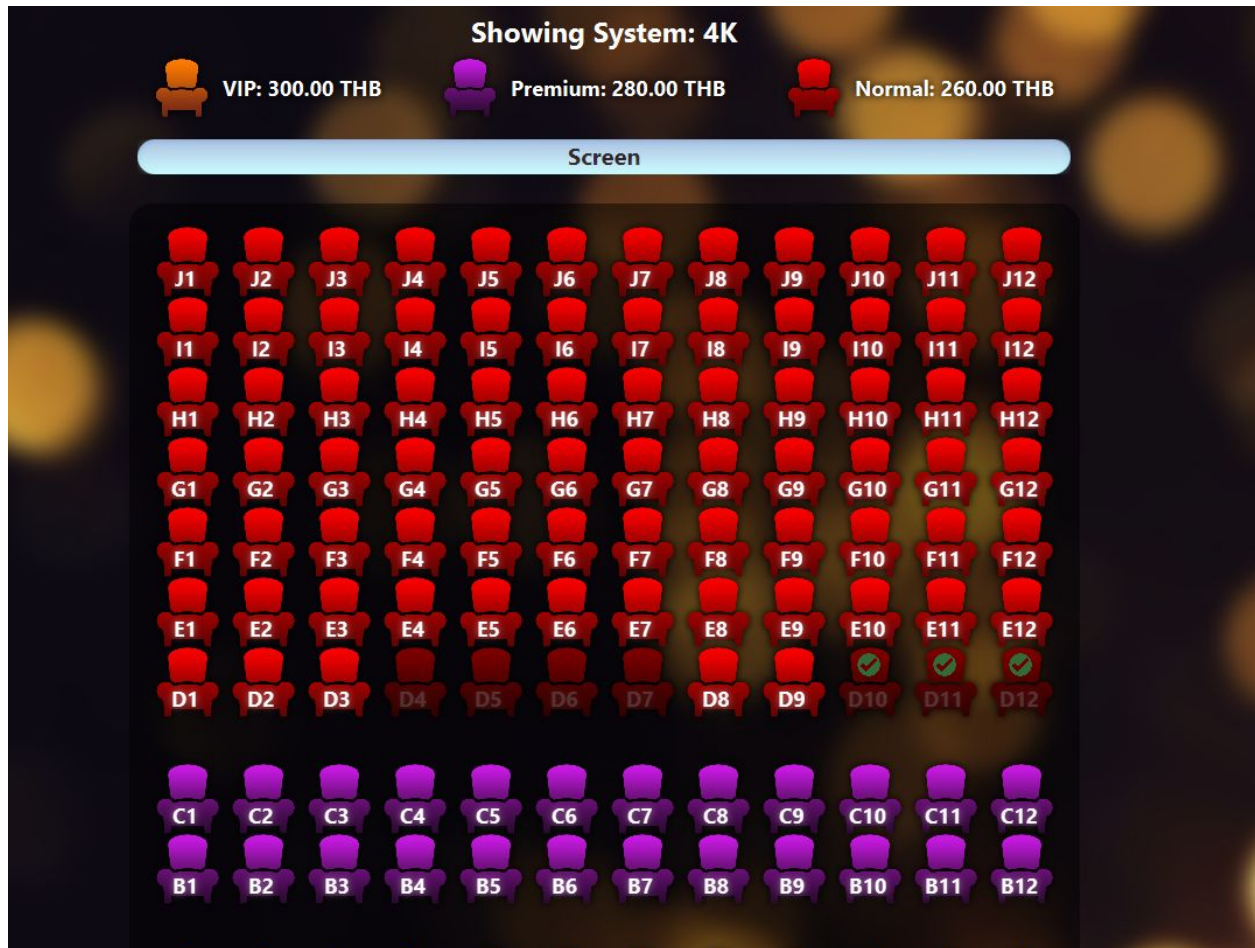 Showing System: 4K
VIP: 300.00 THB Premium: 280.00 THB Normal: 260.00 THB
Screen
J1 J2 J3 J4 J5 J6 J7 J8 J9 J10 J11 J12
I1 I2 I3 I4 I5 I6 I7 I8 I9 I10 I11 I12
H1 H2 H3 H4 H5 H6 H7 H8 H9 H10 H11 H12
G1 G2 G3 G4 G5 G6 G7 G8 G9 G10 G11 G12
F1 F2 F3 F4 F5 F6 F7 F8 F9 F10 F11 F12
E1 E2 E3 E4 E5 E6 E7 E8 E9 E10 E11 E12
D1 D2 D3 D4 D5 D6 D7 D8 D9 D10 D11 D12
C1 C2 C3 C4 C5 C6 C7 C8 C9 C10 C11 C12
B1 B2 B3 B4 B5 B6 B7 B8 B9 B10 B11 B12